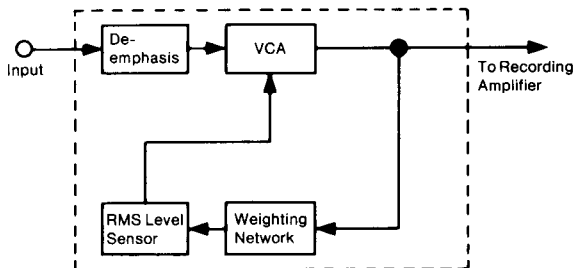 Input
De-
emphasis
VCA
To Recording
Amplifier
RMS Level
Sensor
Weighting
Network